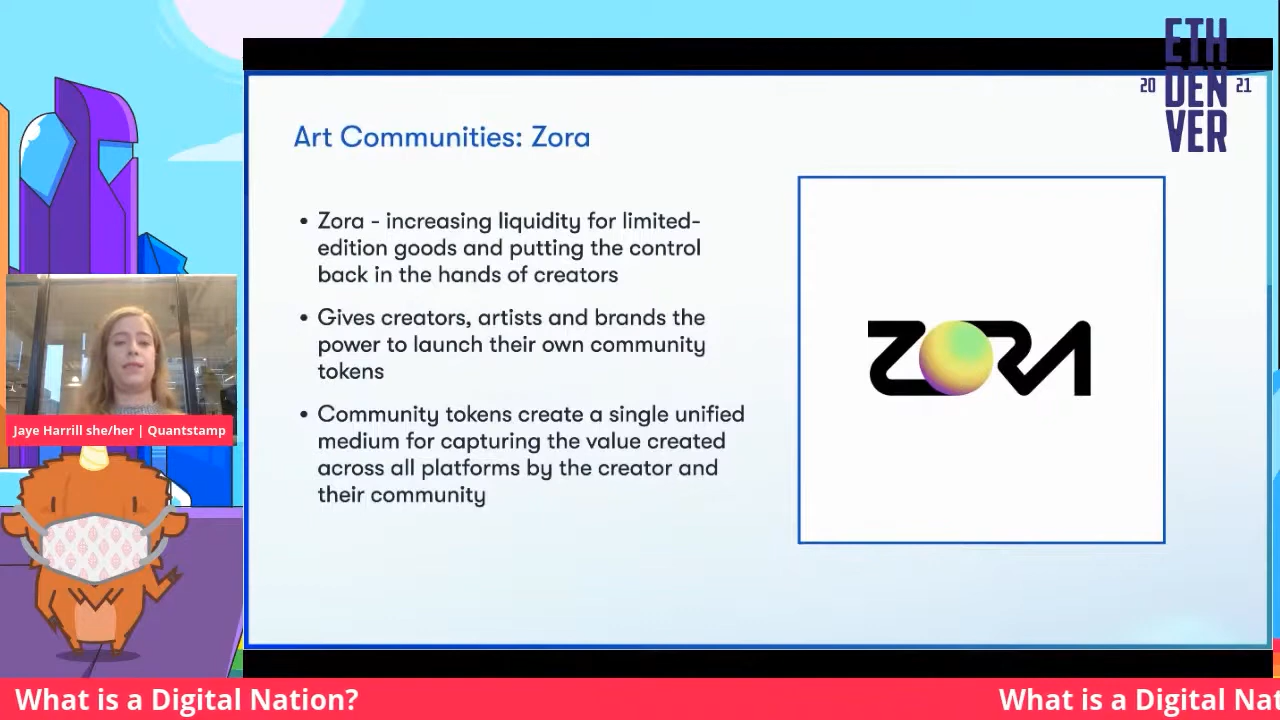 ETH
20 DEN 21
VER
Art Communities: Zora
• Zora - increasing liquidity for limited-
edition goods and putting the control
back in the hands of creators
• Gives creators, artists and brands the
power to launch their own community
tokens
• Community tokens create a single unified
medium for capturing the value created
across all platforms by the creator and
their community
ZORA
Jaye Harrill she/her | Quantstamp
What is a Digital Nation?
What is a Digital Nat